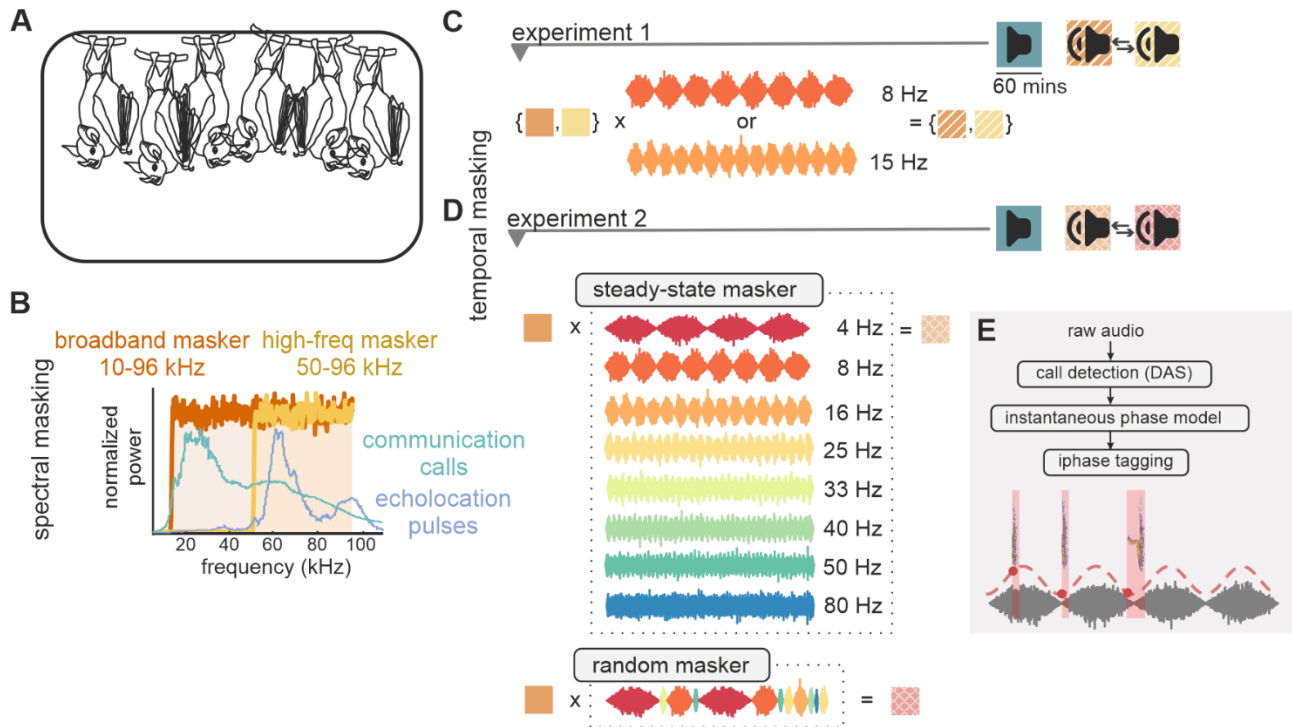 A
B
spectral masking
broadband masker
10-96 kHz
high-freq masker
50-96 kHz
normalized
power
communication
calls
echolocation
pulses
20 40 60 80 100
frequency (kHz)
temporal masking
C
experiment 1
60 mins
{ , } x
8 Hz
or
15 Hz
= { , }
D
experiment 2
steady-state masker
x
4 Hz
=
8 Hz
16 Hz
25 Hz
33 Hz
40 Hz
50 Hz
80 Hz
random masker
x
=
E
raw audio
call detection (DAS)
instantaneous phase model
iphase tagging